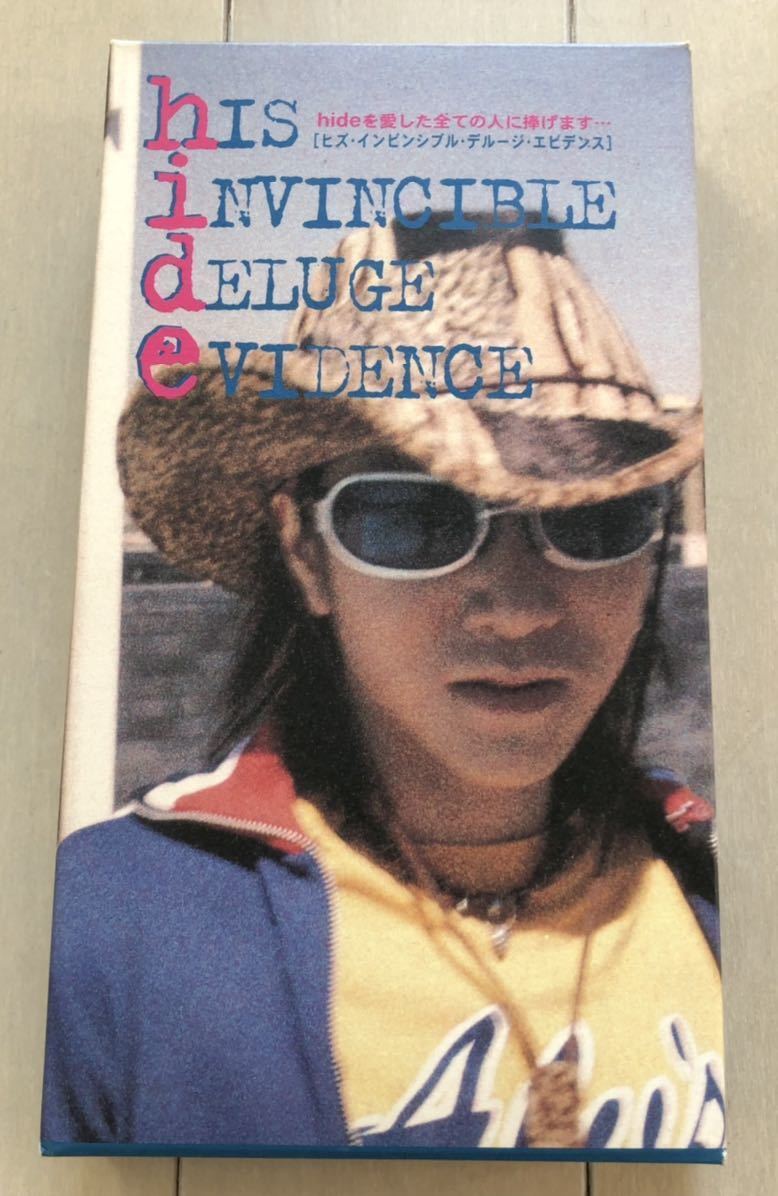 hIS
hideを愛した全ての人に捧げます…
[ヒズ・インビンシブル・デルージ・エビデンス]
iNVINCIBLE
dELUGE
eVIDENCE